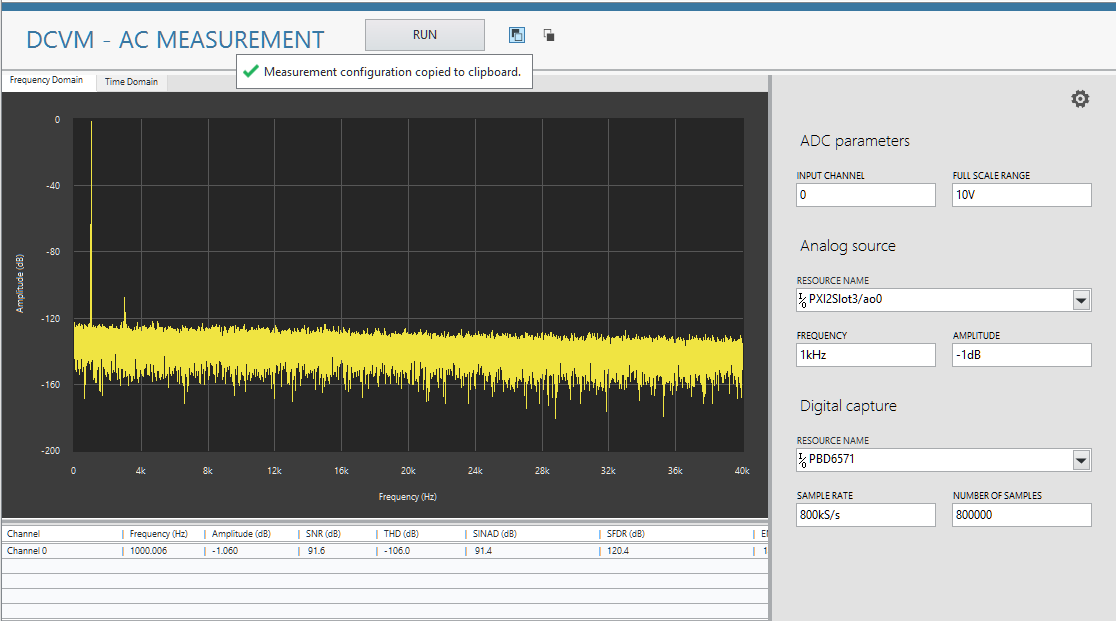 DCVM - AC MEASUREMENT
RUN
Measurement configuration copied to clipboard.
Frequency Domain
Time Domain
Amplitude (dB)
0
-40
-80
-120
-160
-200
0 4k 8k 12k 16k 20k 24k 28k 32k 36k 40k
Frequency (Hz)
Channel Frequency (Hz) Amplitude (dB) SNR (dB) THD (dB) SINAD (dB) SFDR (dB)
Channel 0 1000.006 -1.060 91.6 -106.0 91.4 120.4
ADC parameters
INPUT CHANNEL FULL SCALE RANGE
0 10V
Analog source
RESOURCE NAME
PXI2Slot3/ao0
FREQUENCY AMPLITUDE
1kHz -1dB
Digital capture
RESOURCE NAME
PBD6571
SAMPLE RATE NUMBER OF SAMPLES
800kS/s 800000